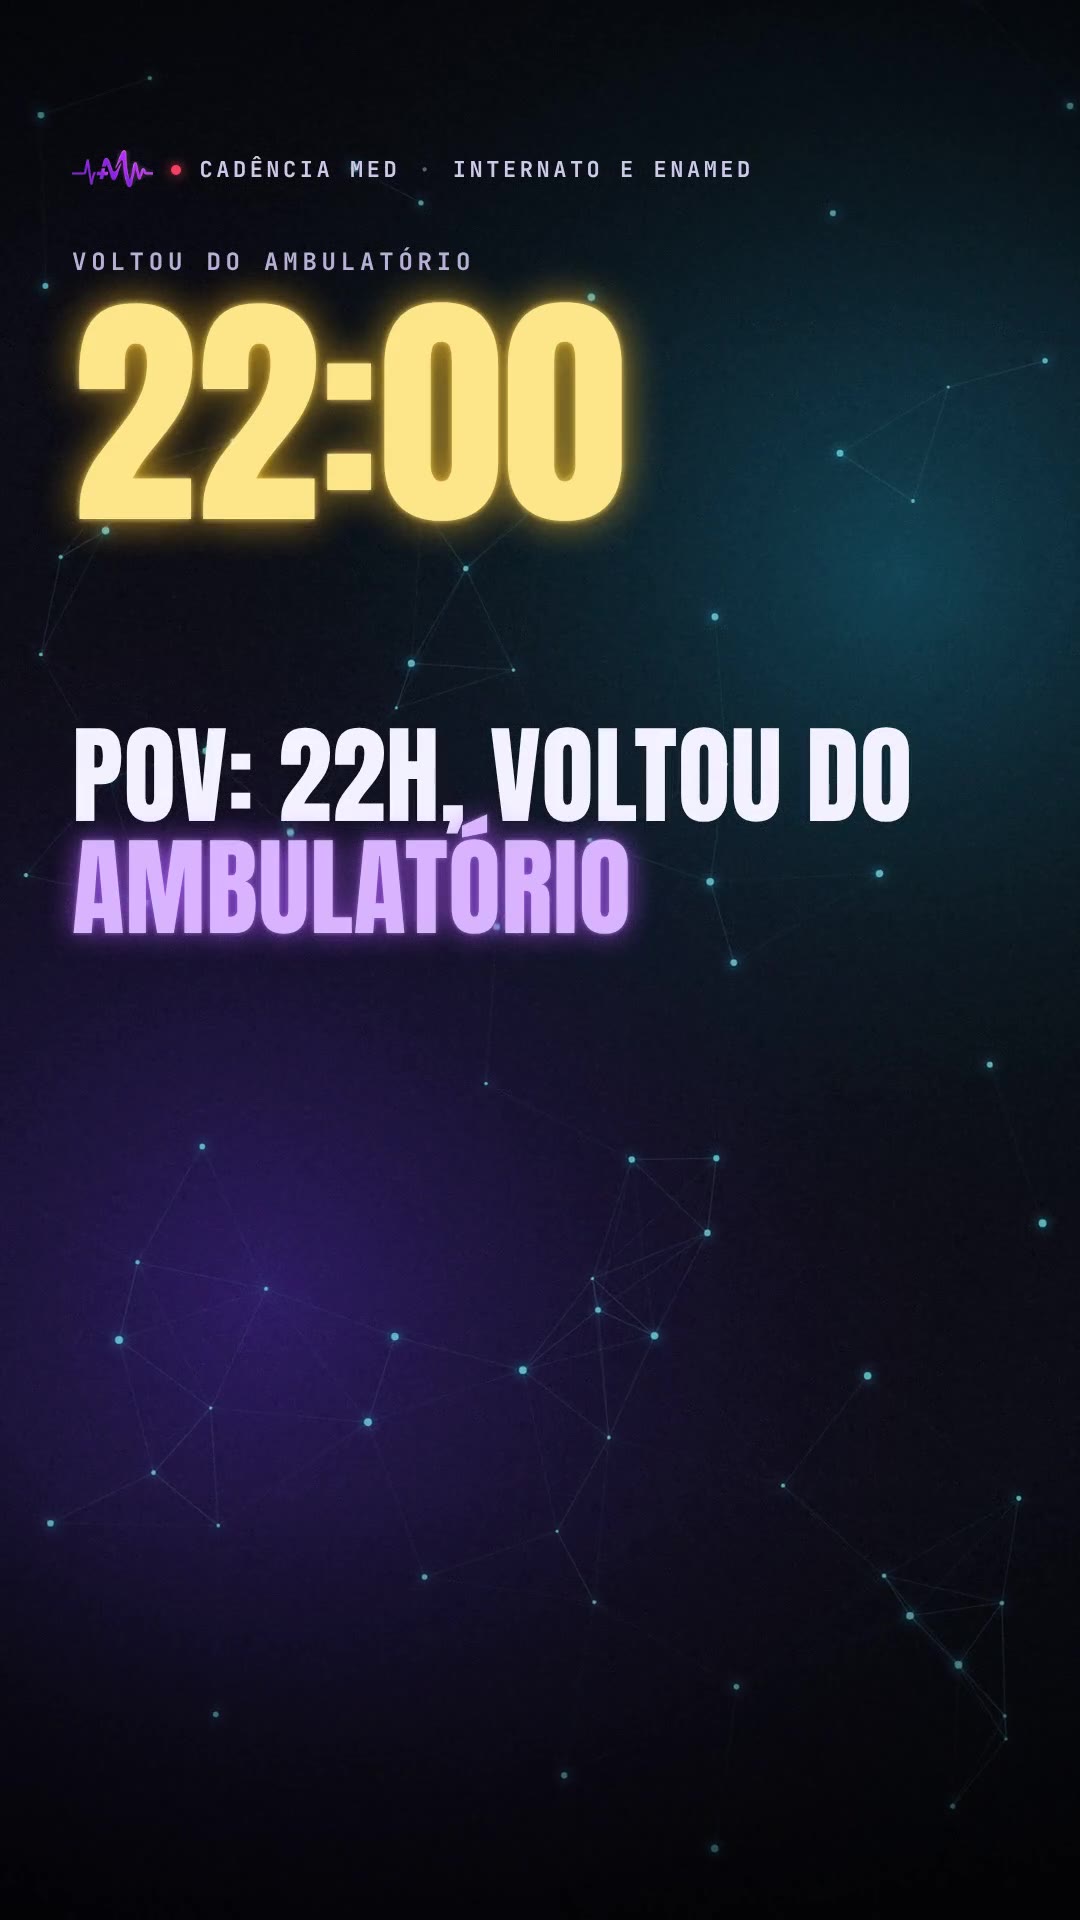 CADÊNCIA MED · INTERNATO E ENAMED
VOLTOU DO AMBULATÓRIO
22:00
POV: 22H, VOLTOU DO
AMBULATÓRIO